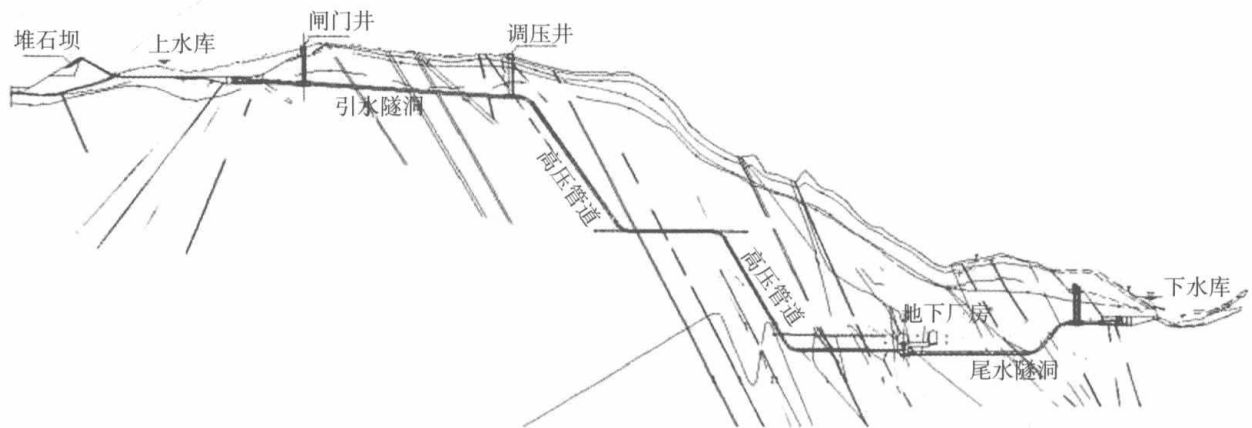 闸门井
调压井
堆石坝
上水库
引水隧洞
高压管道
高压管道
下水库
地下厂房
尾水隧洞